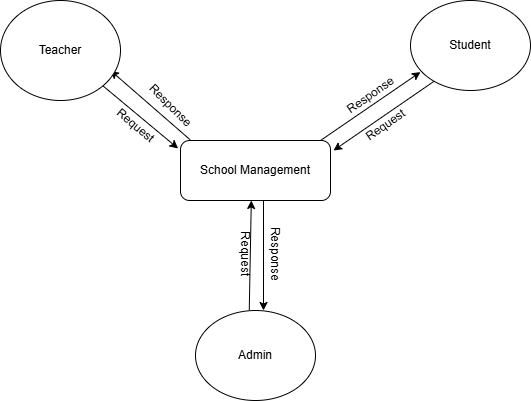 Teacher
Student
Response
Request
Response
Request
School Management
Request
Response
Admin